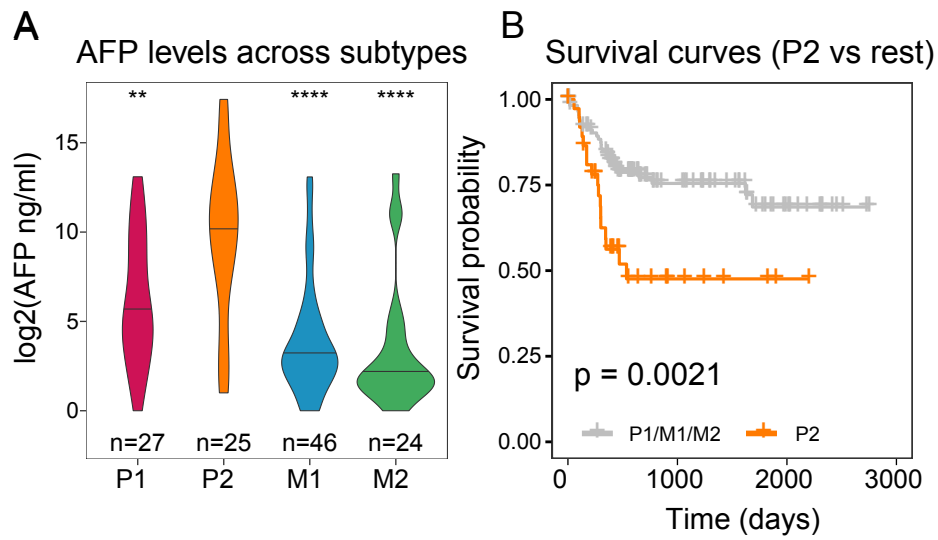 A
AFP levels across subtypes
** **** ****
log2(AFP ng/ml)
15
10
5
0
n=27 n=25 n=46 n=24
P1 P2 M1 M2
B
Survival curves (P2 vs rest)
Survival probability
1.00
0.75
0.50
0.25
0.00
p = 0.0021
P1/M1/M2 P2
0 1000 2000 3000
Time (days)